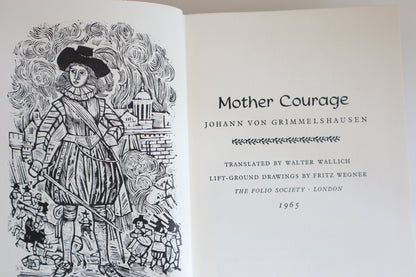 Mother Courage
JOHANN VON GRIMMELSHAUSEN
TRANSLATED BY WALTER WALLICH
LIFT-GROUND DRAWINGS BY FRITZ WEGNER
THE FOLIO SOCIETY · LONDON
1965